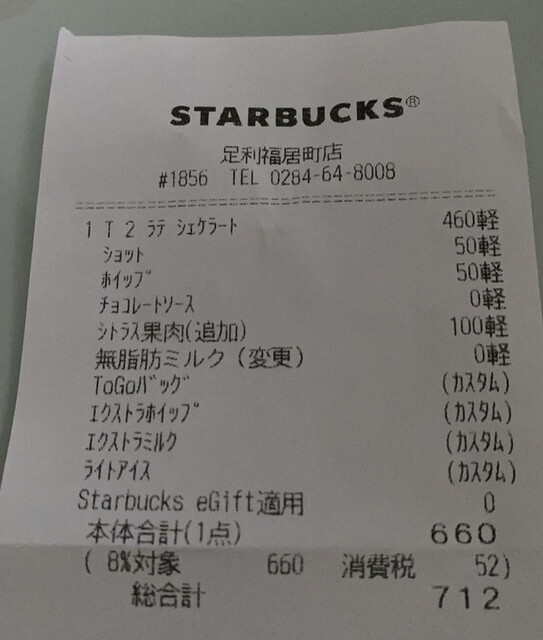 STARBUCKS®
足利福居町店
#1856 TEL 0284-64-8008
1 T 2 ﾗﾃ ｼｪｹﾗｰﾄ 460軽
ｼｮｯﾄ 50軽
ﾎｲｯﾌﾟ 50軽
ﾁｮｺﾚｰﾄｿｰｽ 0軽
ｼﾄﾗｽ果肉(追加) 100軽
無脂肪ミルク(変更) 0軽
ToGoﾊﾞｯｸﾞ (ｶｽﾀﾑ)
ｴｸｽﾄﾗﾎｲｯﾌﾟ (ｶｽﾀﾑ)
ｴｸｽﾄﾗﾐﾙｸ (ｶｽﾀﾑ)
ﾗｲﾄｱｲｽ (ｶｽﾀﾑ)
Starbucks eGift適用 0
本体合計(1点) 660
( 8%対象 660 消費税 52)
総合計 712